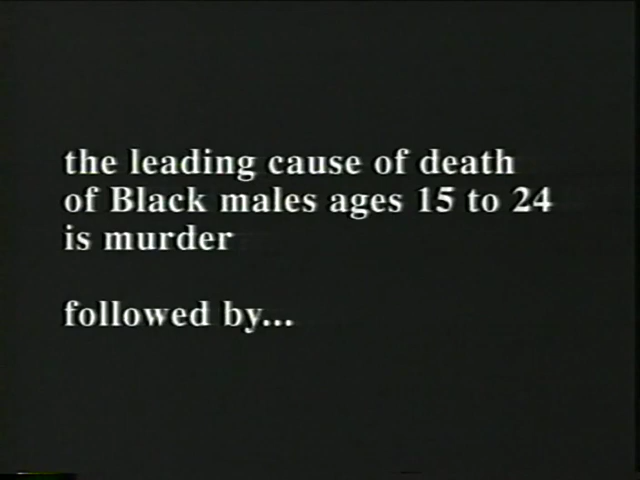 the leading cause of death
of Black males ages 15 to 24
is murder
followed by...